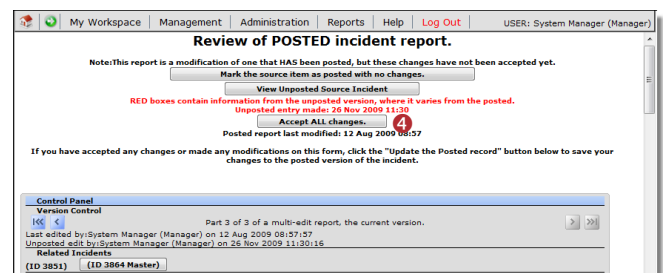 My Workspace Management Administration Reports Help Log Out USER: System Manager (Manager)
Review of POSTED incident report.
Note:This report is a modification of one that HAS been posted, but these changes have not been accepted yet.
Mark the source item as posted with no changes.
View Unposted Source Incident
RED boxes contain information from the unposted version, where it varies from the posted.
Unposted entry made: 26 Nov 2009 11:30
Accept ALL changes.
4
Posted report last modified: 12 Aug 2009 08:57
If you have accepted any changes or made any modifications on this form, click the "Update the Posted record" button below to save your
changes to the posted version of the incident.
Control Panel
Version Control
Part 3 of 3 of a multi-edit report, the current version.
Last edited by:System Manager (Manager) on 12 Aug 2009 08:57:57
Unposted edit by:System Manager (Manager) on 26 Nov 2009 11:30:16
Related Incidents
(ID 3851) (ID 3864 Master)